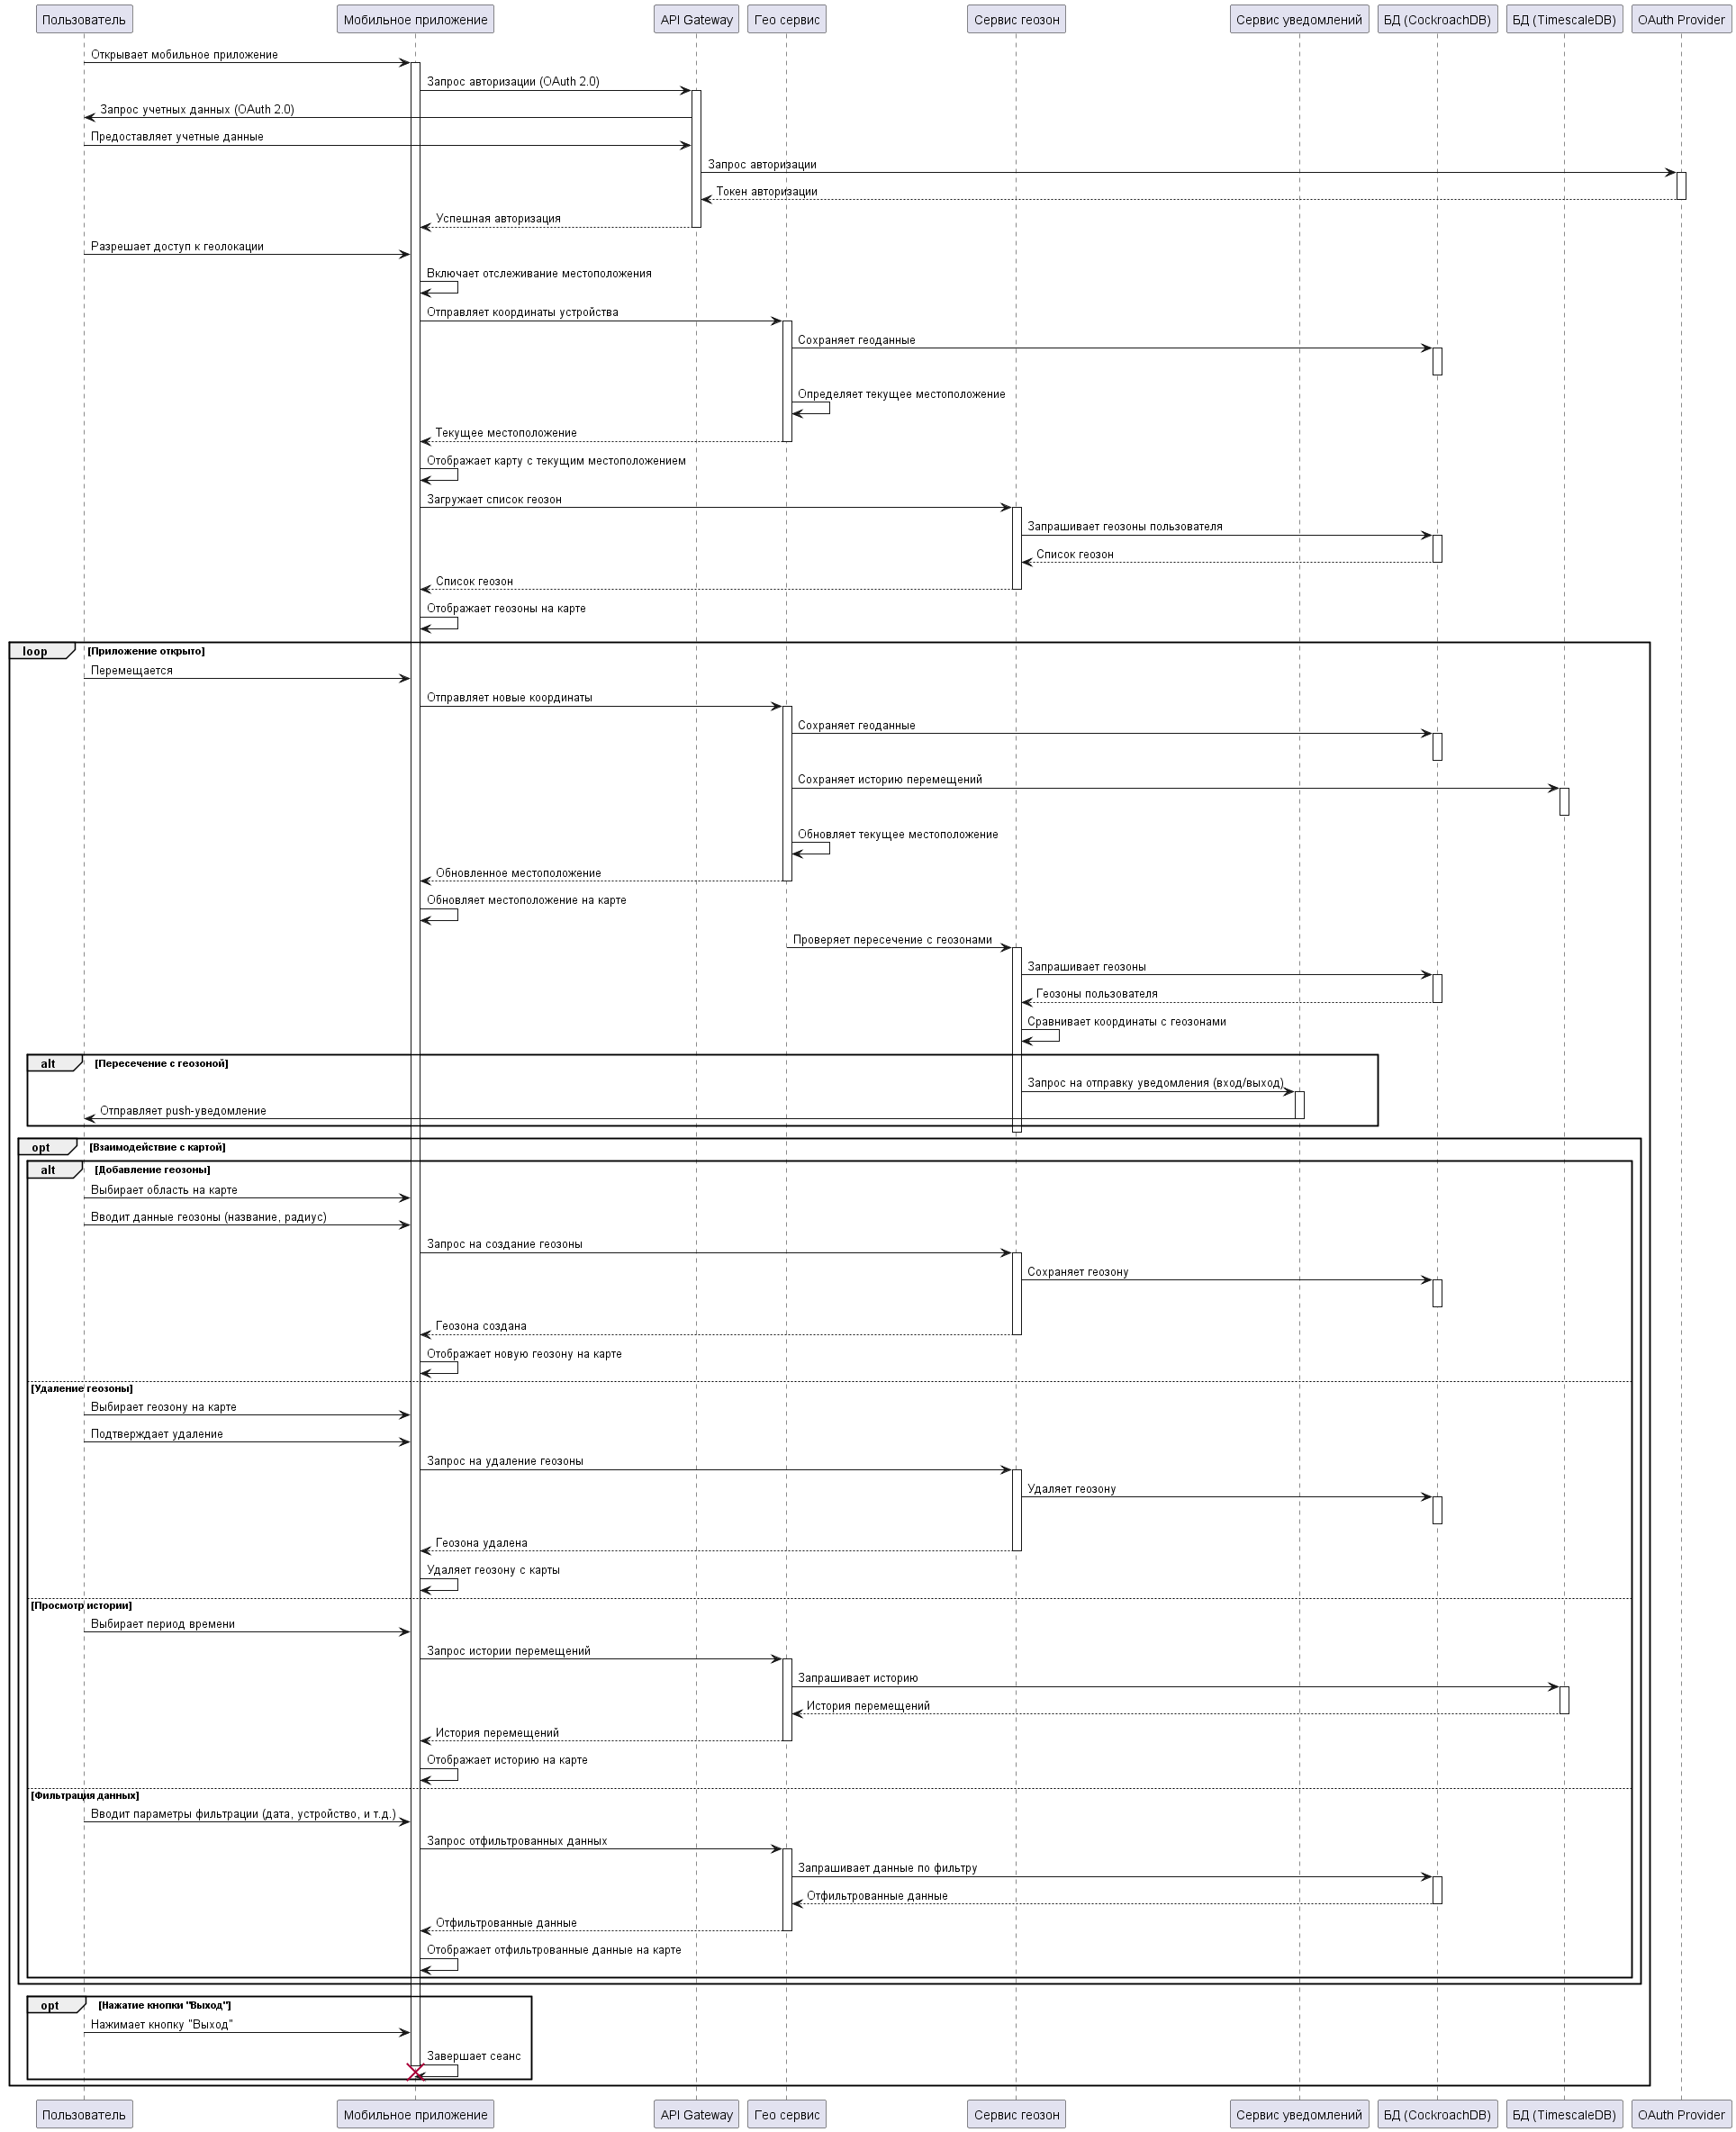 Пользователь
Мобильное приложение
API Gateway
Гео сервис
Сервис геозон
Сервис уведомлений
БД (CockroachDB)
БД (TimescaleDB)
OAuth Provider
Открывает мобильное приложение
Запрос авторизации (OAuth 2.0)
Запрос учетных данных (OAuth 2.0)
Предоставляет учетные данные
Запрос авторизации
Токен авторизации
Успешная авторизация
Разрешает доступ к геолокации
Включает отслеживание местоположения
Отправляет координаты устройства
Сохраняет геоданные
Определяет текущее местоположение
Текущее местоположение
Отображает карту с текущим местоположением
Загружает список геозон
Запрашивает геозоны пользователя
Список геозон
Список геозон
Отображает геозоны на карте
loop [Приложение открыто]
Перемещается
Отправляет новые координаты
Сохраняет геоданные
Сохраняет историю перемещений
Обновляет текущее местоположение
Обновленное местоположение
Обновляет местоположение на карте
Проверяет пересечение с геозонами
Запрашивает геозоны
Геозоны пользователя
Сравнивает координаты с геозонами
alt [Пересечение с геозоной]
Запрос на отправку уведомления (вход/выход)
Отправляет push-уведомление
opt [Взаимодействие с картой]
alt [Добавление геозоны]
Выбирает область на карте
Вводит данные геозоны (название, радиус)
Запрос на создание геозоны
Сохраняет геозону
Геозона создана
Отображает новую геозону на карте
[Удаление геозоны]
Выбирает геозону на карте
Подтверждает удаление
Запрос на удаление геозоны
Удаляет геозону
Геозона удалена
Удаляет геозону с карты
[Просмотр истории]
Выбирает период времени
Запрос истории перемещений
Запрашивает историю
История перемещений
История перемещений
Отображает историю на карте
[Фильтрация данных]
Вводит параметры фильтрации (дата, устройство, и т.д.)
Запрос отфильтрованных данных
Запрашивает данные по фильтру
Отфильтрованные данные
Отфильтрованные данные
Отображает отфильтрованные данные на карте
opt [Нажатие кнопки "Выход"]
Нажимает кнопку "Выход"
Завершает сеанс
Пользователь
Мобильное приложение
API Gateway
Гео сервис
Сервис геозон
Сервис уведомлений
БД (CockroachDB)
БД (TimescaleDB)
OAuth Provider